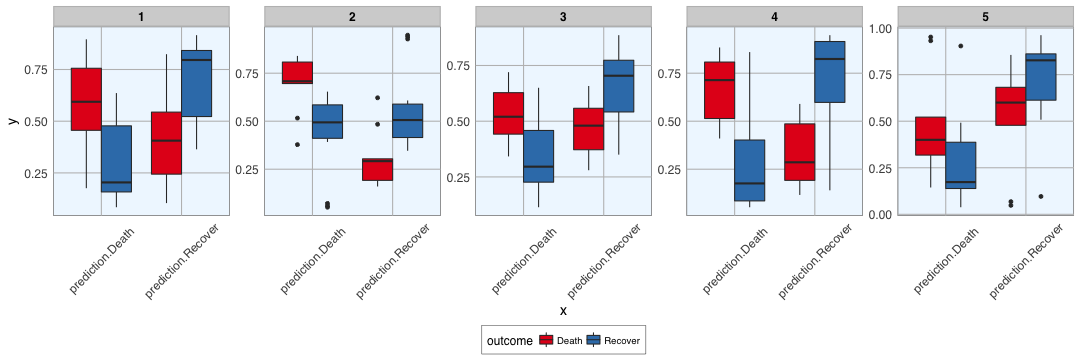 1 2 3 4 5
y
0.75 0.50 0.25
0.75 0.50 0.25
0.75 0.50 0.25
0.75 0.50 0.25
1.00 0.75 0.50 0.25 0.00
prediction.Death prediction.Recover prediction.Death prediction.Recover prediction.Death prediction.Recover prediction.Death prediction.Recover prediction.Death prediction.Recover
x
outcome Death Recover